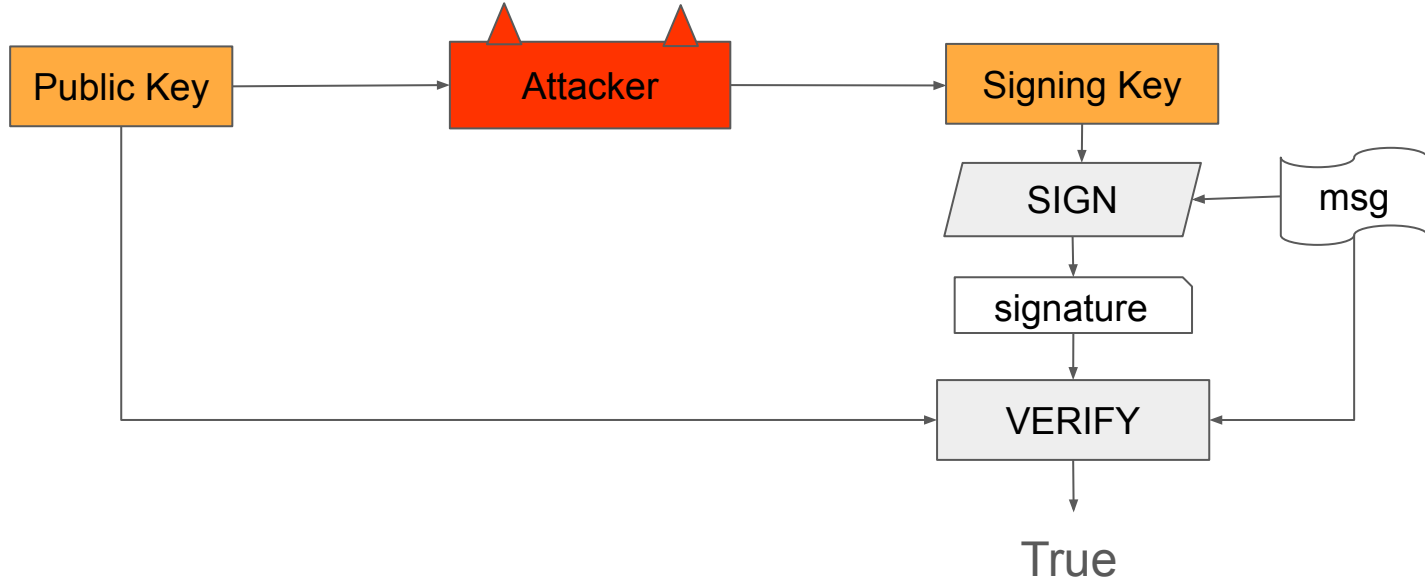 Public Key
Attacker
Signing Key
SIGN
msg
signature
VERIFY
True